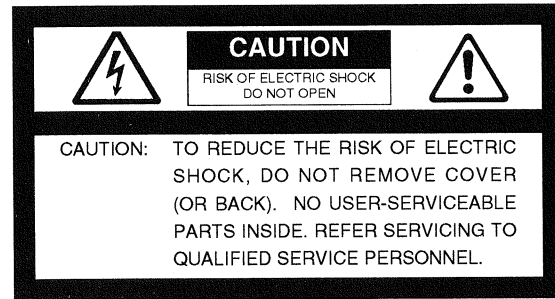 CAUTION
RISK OF ELECTRIC SHOCK
DO NOT OPEN
CAUTION: TO REDUCE THE RISK OF ELECTRIC
SHOCK, DO NOT REMOVE COVER
(OR BACK). NO USER-SERVICEABLE
PARTS INSIDE. REFER SERVICING TO
QUALIFIED SERVICE PERSONNEL.